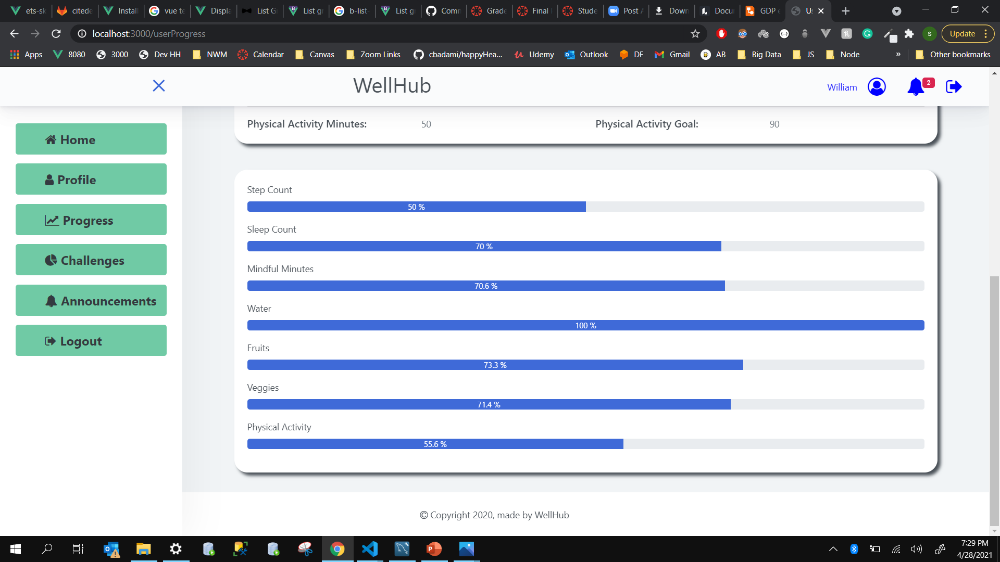 ets-sk citede Install vue te Displa List G List gr b-list- List gr Comm Grade Final Stude Post Down Docu GDP Us
localhost:3000/userProgress S Update
Apps 8080 3000 Dev HH NWM Calendar Canvas Zoom Links cbadami/happyHea... Udemy Outlook DF Gmail AB Big Data JS Node » Other bookmarks
WellHub William 2
Physical Activity Minutes: 50 Physical Activity Goal: 90
Home
Profile
Progress
Challenges
Announcements
Logout
Step Count
50 %
Sleep Count
70 %
Mindful Minutes
70.6 %
Water
100 %
Fruits
73.3 %
Veggies
71.4 %
Physical Activity
55.6 %
© Copyright 2020, made by WellHub
7:29 PM
4/28/2021